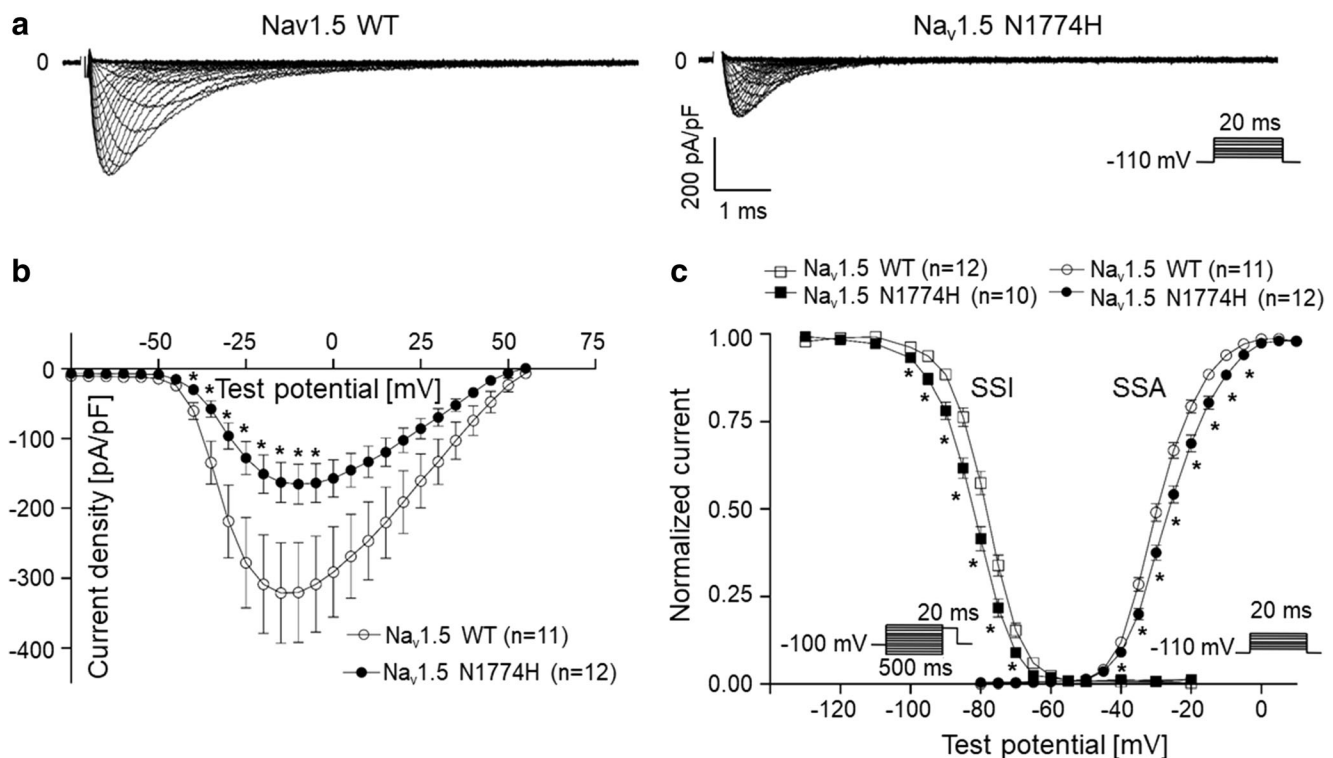 a
Nav1.5 WT
Nav1.5 N1774H
0
0
200 pA/pF
1 ms
20 ms
-110 mV
b
-50
-25
0
25
50
75
Test potential [mV]
0
-100
-200
-300
-400
Current density [pA/pF]
* * * * * * * *
Nav1.5 WT (n=11)
Nav1.5 N1774H (n=12)
c
Nav1.5 WT (n=12)
Nav1.5 WT (n=11)
Nav1.5 N1774H (n=10)
Nav1.5 N1774H (n=12)
1.00
0.75
0.50
0.25
0.00
Normalized current
SSI
SSA
* * * * * * *
* * * * * * * * *
20 ms
-100 mV
500 ms
20 ms
-110 mV
-120
-100
-80
-60
-40
-20
0
Test potential [mV]